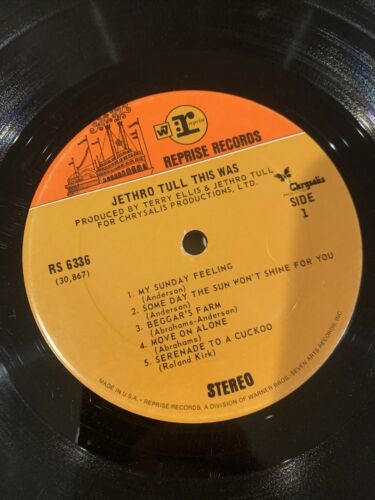 W
r
reprise
REPRISE RECORDS
JETHRO TULL THIS WAS
PRODUCED BY TERRY ELLIS & JETHRO TULL
FOR CHRYSALIS PRODUCTIONS, LTD.
Chrysalis
SIDE
1
RS 6336
(30,867)
1. MY SUNDAY FEELING
(Anderson)
2. SOME DAY THE SUN WON'T SHINE FOR YOU
(Anderson)
3. BEGGAR'S FARM
(Abrahams-Anderson)
4. MOVE ON ALONE
(Abrahams)
5. SERENADE TO A CUCKOO
(Roland Kirk)
STEREO
MADE IN U.S.A. • REPRISE RECORDS, A DIVISION OF WARNER BROS.-SEVEN ARTS RECORDS, INC.